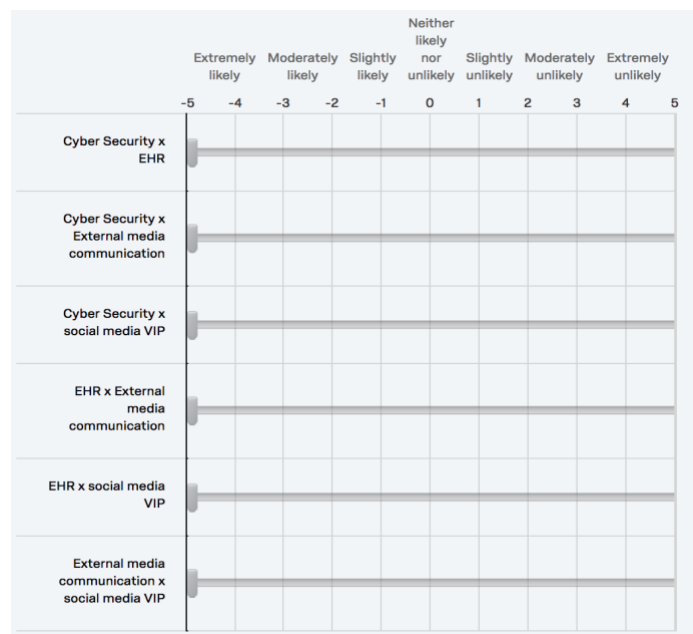 Neither
likely
Extremely Moderately Slightly nor Slightly Moderately Extremely
likely likely likely unlikely unlikely unlikely unlikely
-5 -4 -3 -2 -1 0 1 2 3 4 5
Cyber Security x
EHR
Cyber Security x
External media
communication
Cyber Security x
social media VIP
EHR x External
media
communication
EHR x social media
VIP
External media
communication x
social media VIP